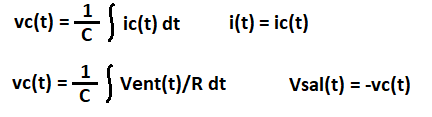 vc(t) = 1/C ∫ ic(t) dt i(t) = ic(t)
vc(t) = 1/C ∫ Vent(t)/R dt Vsal(t) = -vc(t)